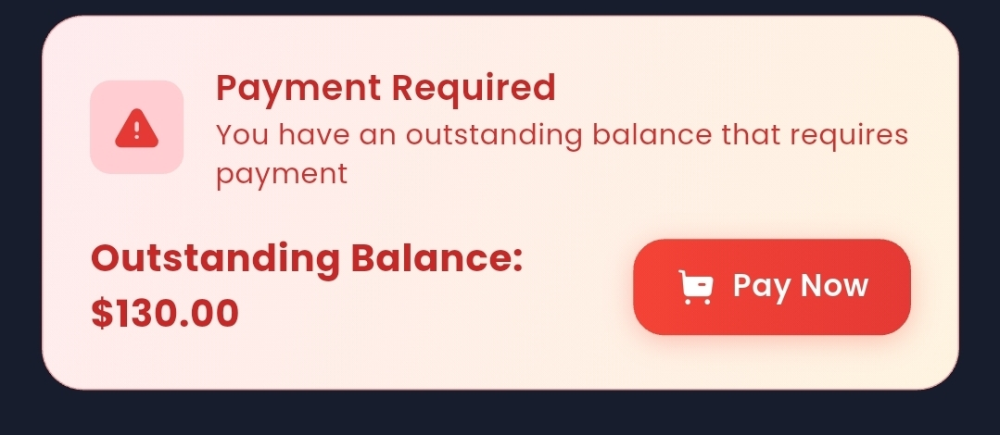 Payment Required
You have an outstanding balance that requires
payment
Outstanding Balance:
$130.00
Pay Now